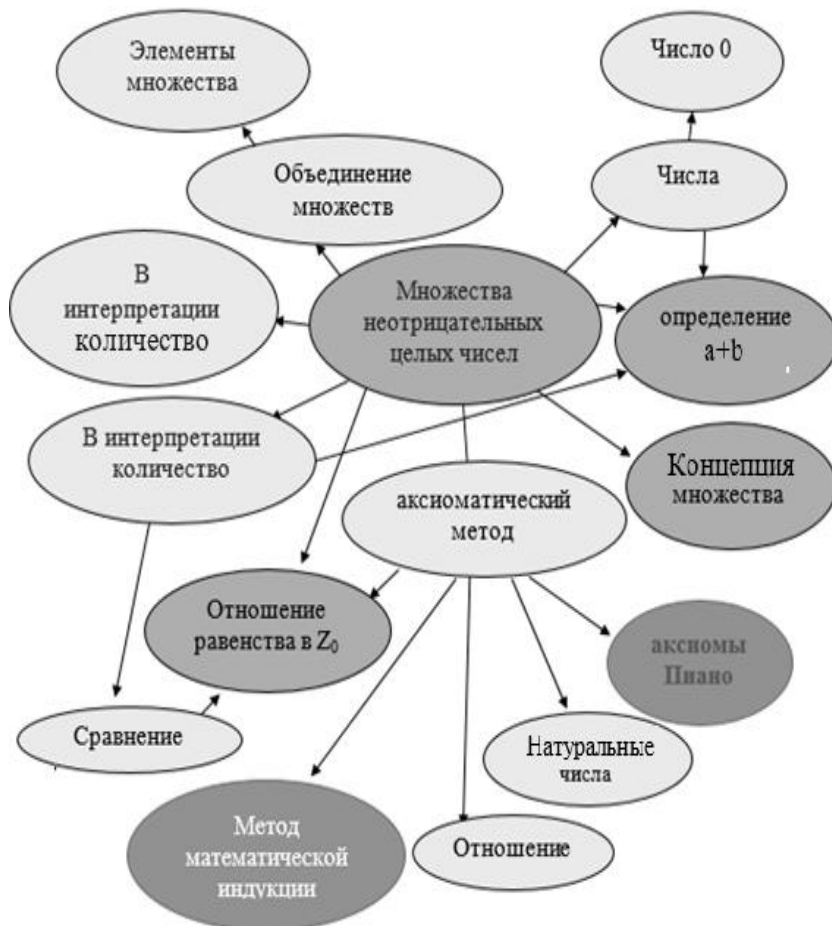 Элементы
множества
Число 0
Объединение
множеств
Числа
В
интерпретации
количество
Множества
неотрицательных
целых чисел
определение
a+b
В интерпретации
количество
Концепция
множества
аксиоматический
метод
Отношение
равенства в Z₀
аксиомы
Пиано
Сравнение
Натуральные
числа
Метод
математической
индукции
Отношение